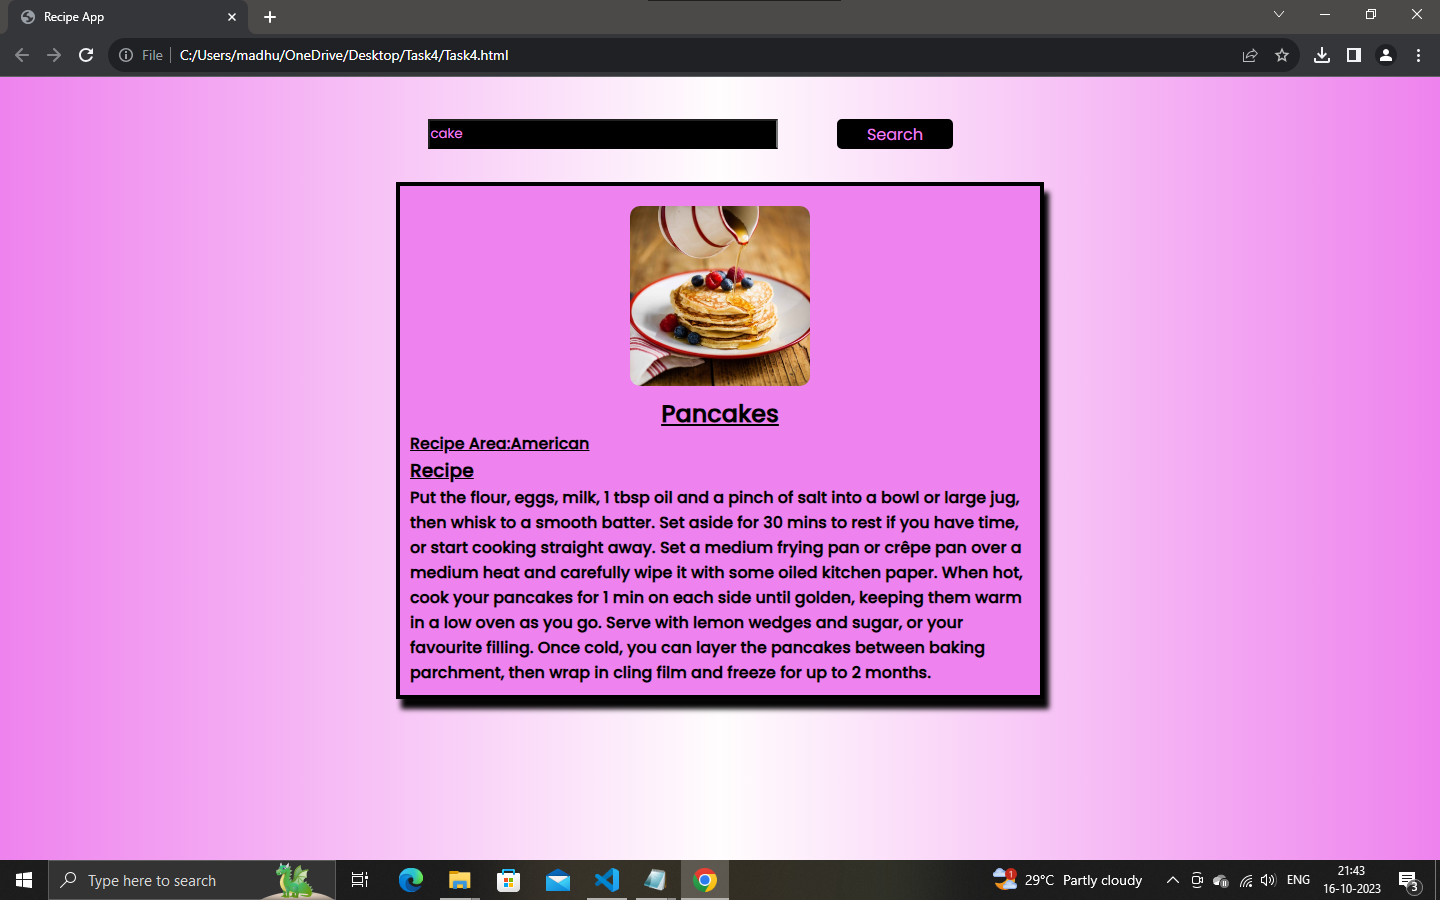 Recipe App
File C:/Users/madhu/OneDrive/Desktop/Task4/Task4.html
cake
Search
Pancakes
Recipe Area:American
Recipe
Put the flour, eggs, milk, 1 tbsp oil and a pinch of salt into a bowl or large jug,
then whisk to a smooth batter. Set aside for 30 mins to rest if you have time,
or start cooking straight away. Set a medium frying pan or crêpe pan over a
medium heat and carefully wipe it with some oiled kitchen paper. When hot,
cook your pancakes for 1 min on each side until golden, keeping them warm
in a low oven as you go. Serve with lemon wedges and sugar, or your
favourite filling. Once cold, you can layer the pancakes between baking
parchment, then wrap in cling film and freeze for up to 2 months.
Type here to search
1
29°C Partly cloudy
ENG
21:43
16-10-2023
3